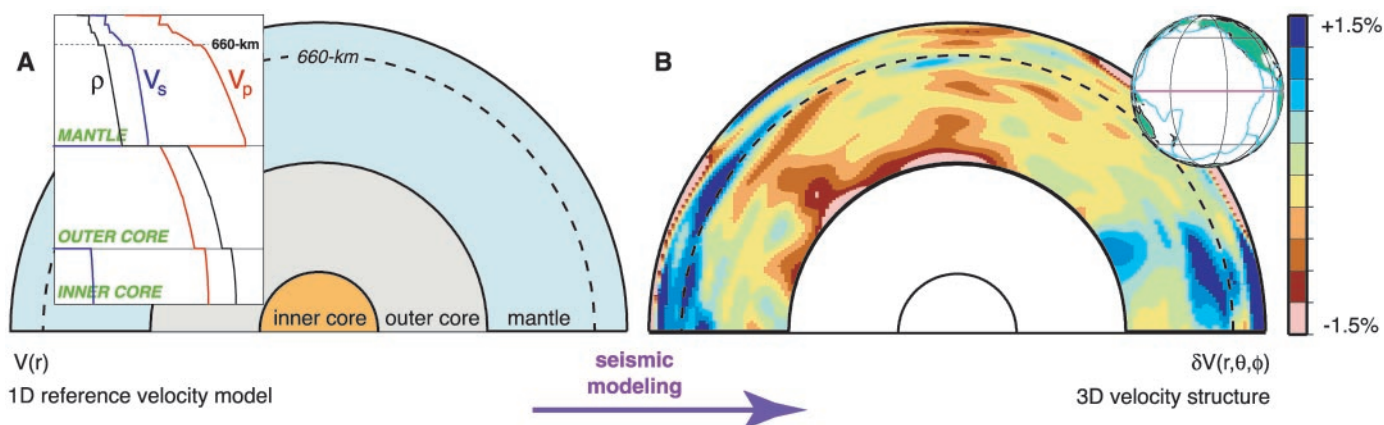 A
660-km
ρ
Vs
Vp
MANTLE
OUTER CORE
INNER CORE
660-km
inner core
outer core
mantle
V(r)
1D reference velocity model
seismic
modeling
B
+1.5%
-1.5%
δV(r,θ,ϕ)
3D velocity structure